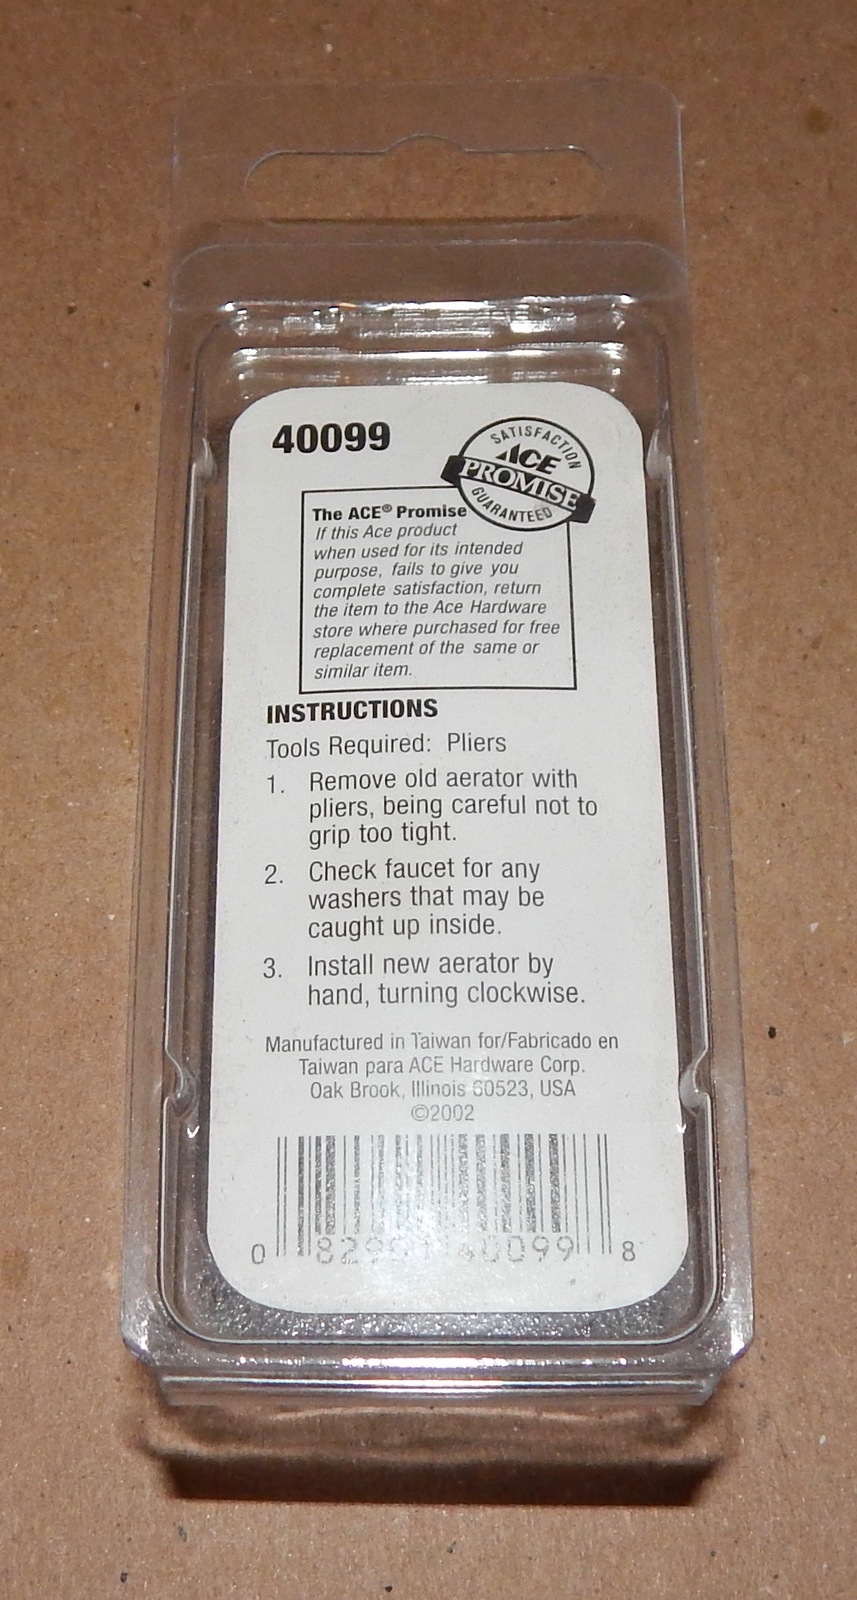 40099
SATISFACTION
ACE
PROMISE
GUARANTEED
The ACE® Promise
If this Ace product
when used for its intended
purpose, fails to give you
complete satisfaction, return
the item to the Ace Hardware
store where purchased for free
replacement of the same or
similar item.
INSTRUCTIONS
Tools Required: Pliers
1. Remove old aerator with
pliers, being careful not to
grip too tight.
2. Check faucet for any
washers that may be
caught up inside.
3. Install new aerator by
hand, turning clockwise.
Manufactured in Taiwan for/Fabricado en
Taiwan para ACE Hardware Corp.
Oak Brook, Illinois 60523, USA
©2002
0 40099 8